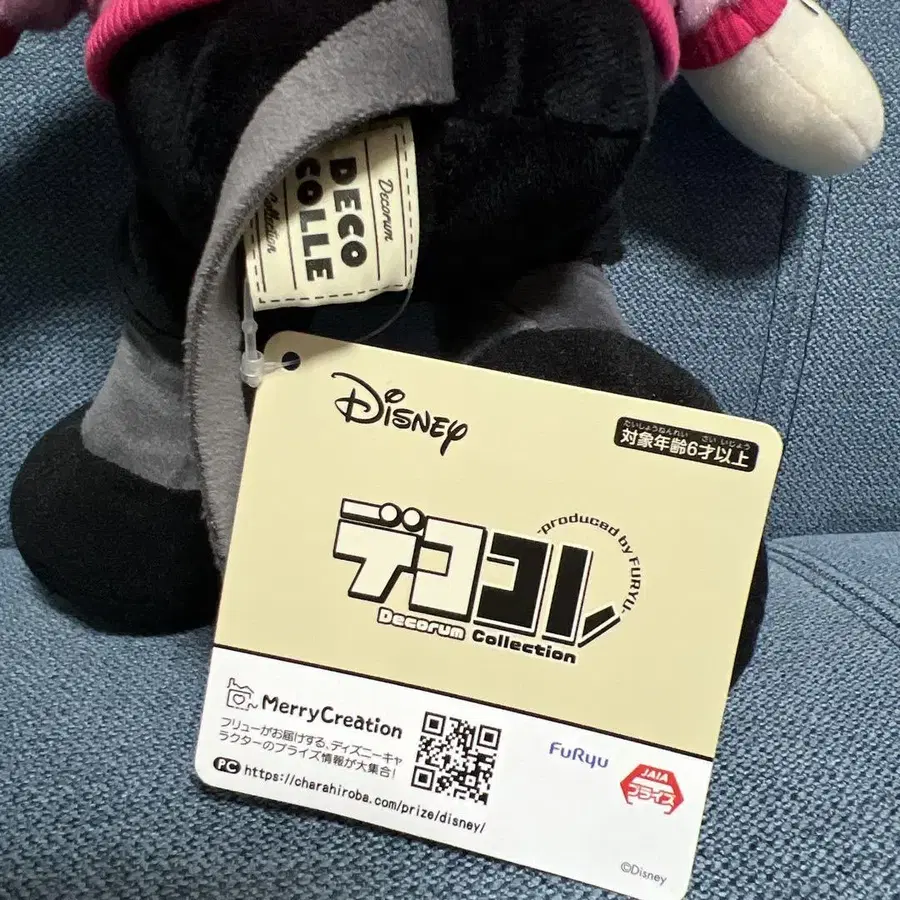 Decorum
DECO
COLLE
Collection
Disney
たいしょうねんれい さい いじょう
対象年齢6才以上
-produced by FURYU-
デココレ
Decorum Collection
MerryCreation
フリューがお届けする、ディズニーキャ
ラクターのプライズ情報が大集合!
PC https://charahiroba.com/prize/disney/
FuRyu
JAIA
プライズ
©Disney